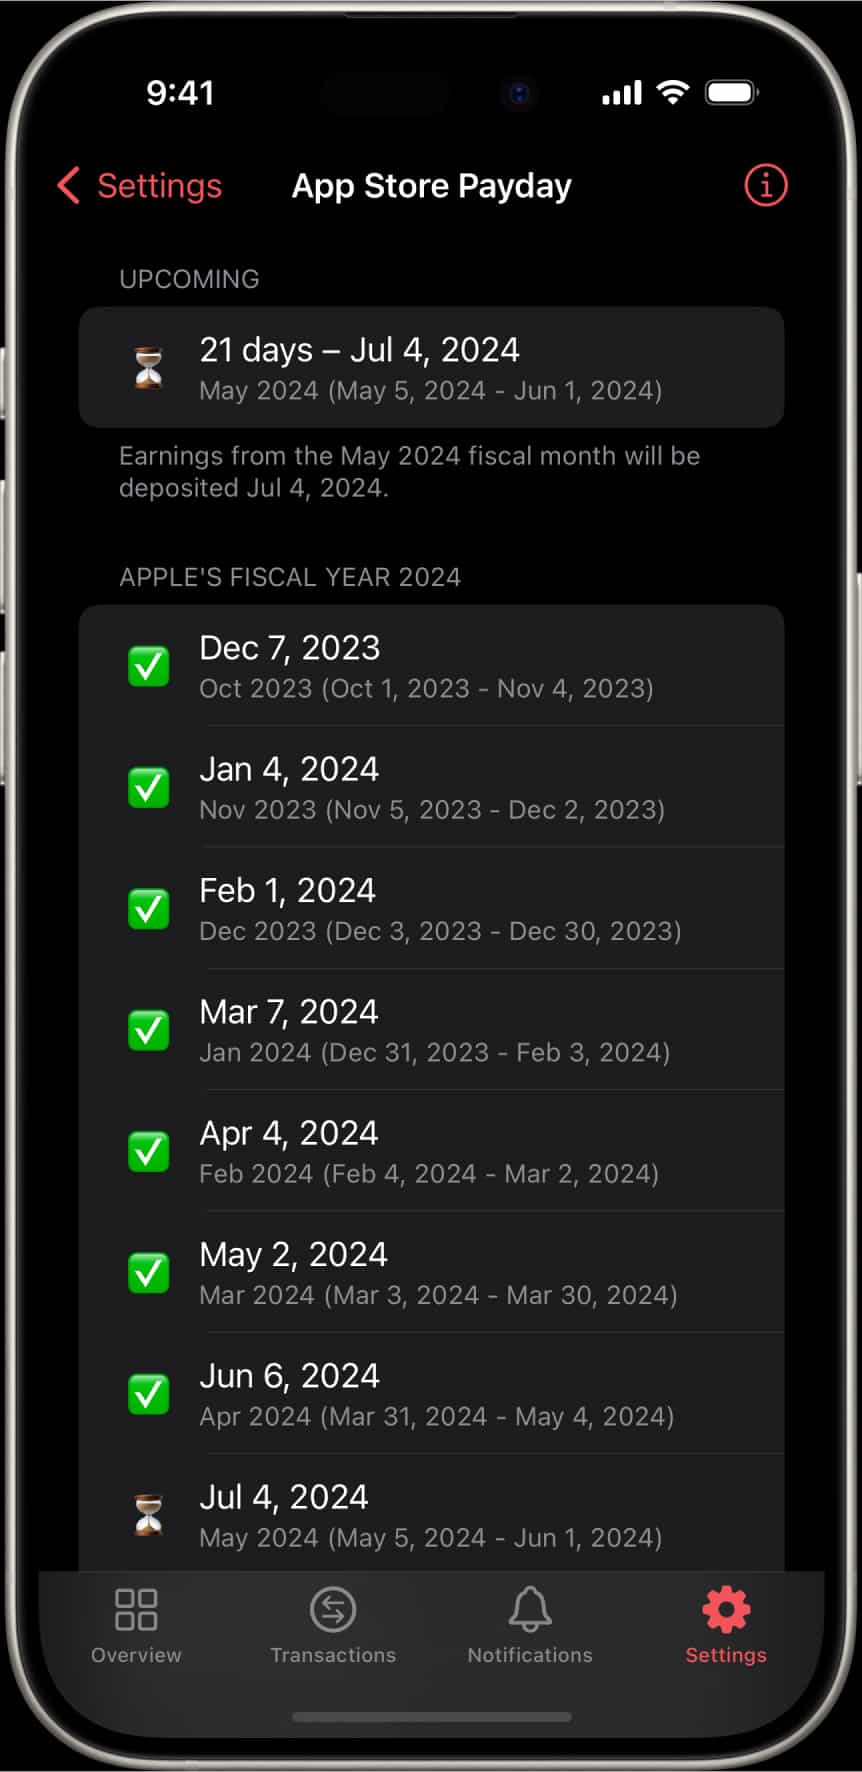 9:41
Settings
App Store Payday
UPCOMING
21 days – Jul 4, 2024
May 2024 (May 5, 2024 - Jun 1, 2024)
Earnings from the May 2024 fiscal month will be
deposited Jul 4, 2024.
APPLE'S FISCAL YEAR 2024
Dec 7, 2023
Oct 2023 (Oct 1, 2023 - Nov 4, 2023)
Jan 4, 2024
Nov 2023 (Nov 5, 2023 - Dec 2, 2023)
Feb 1, 2024
Dec 2023 (Dec 3, 2023 - Dec 30, 2023)
Mar 7, 2024
Jan 2024 (Dec 31, 2023 - Feb 3, 2024)
Apr 4, 2024
Feb 2024 (Feb 4, 2024 - Mar 2, 2024)
May 2, 2024
Mar 2024 (Mar 3, 2024 - Mar 30, 2024)
Jun 6, 2024
Apr 2024 (Mar 31, 2024 - May 4, 2024)
Jul 4, 2024
May 2024 (May 5, 2024 - Jun 1, 2024)
Overview
Transactions
Notifications
Settings